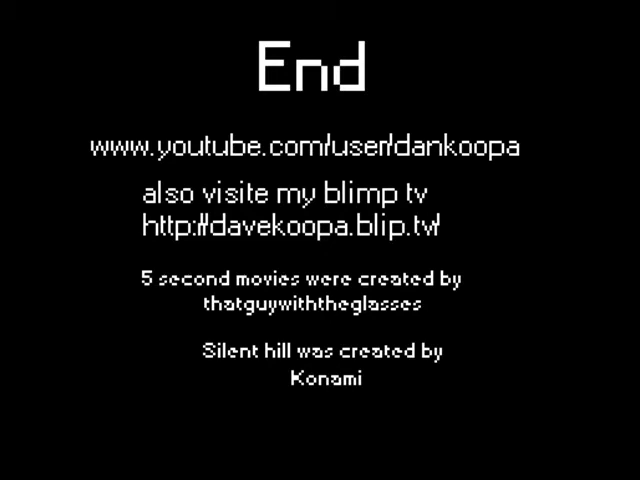 End
www.youtube.com/user/dankoopa
also visite my blimp tv
http://davekoopa.blip.tv/
5 second movies were created by
thatguywiththeglasses
Silent hill was created by
Konami